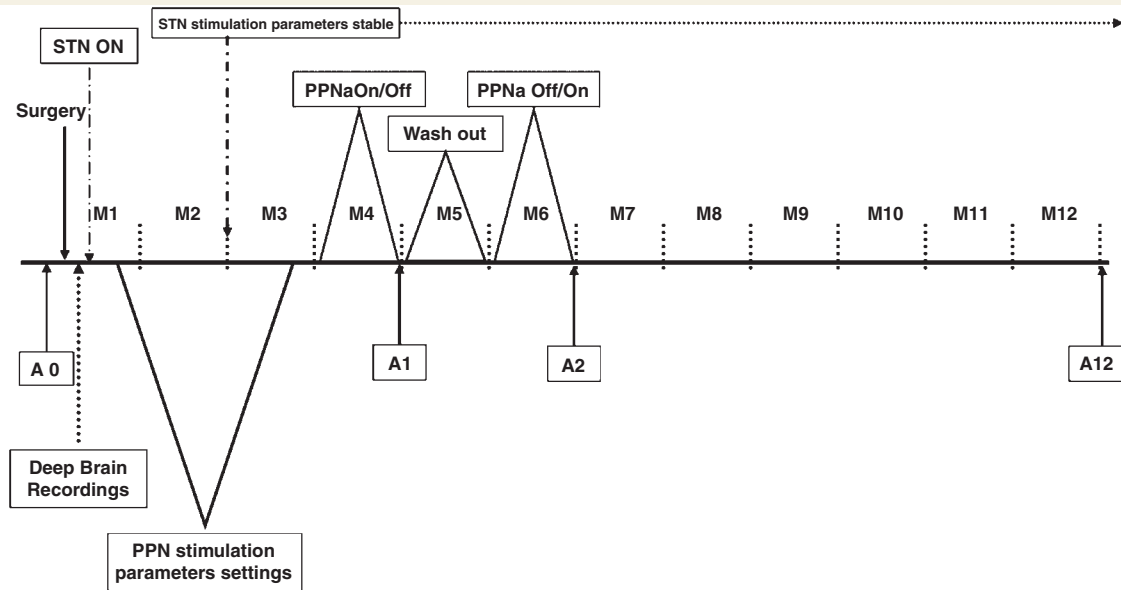 STN stimulation parameters stable
STN ON
PPNaOn/Off
PPNa Off/On
Surgery
Wash out
M1 M2 M3 M4 M5 M6 M7 M8 M9 M10 M11 M12
A 0
A1
A2
A12
Deep Brain
Recordings
PPN stimulation
parameters settings